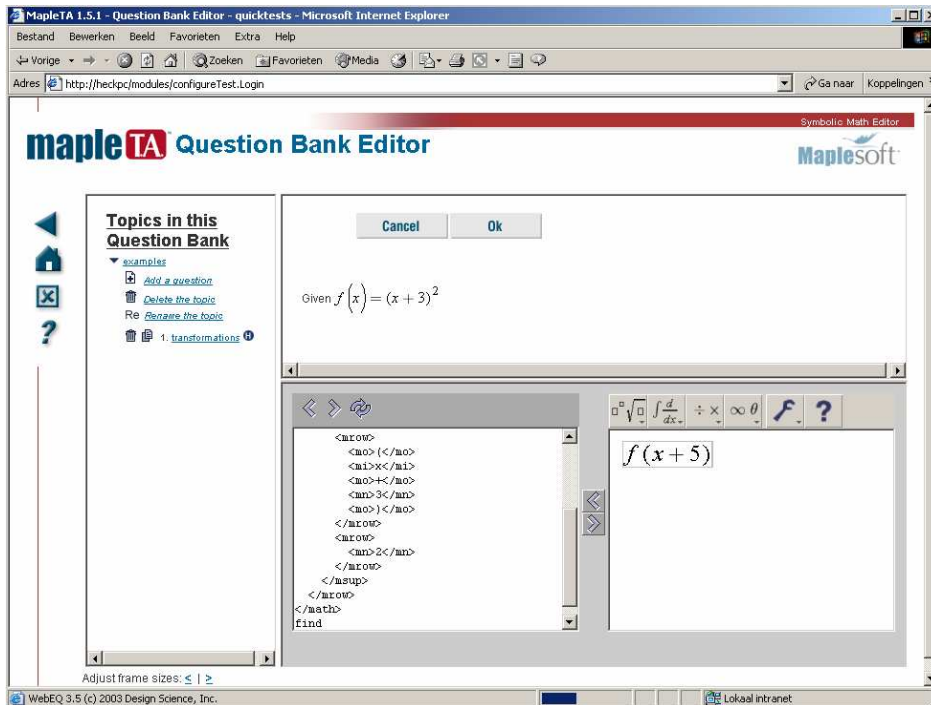 MapleTA 1.5.1 - Question Bank Editor - quicktests - Microsoft Internet Explorer
Bestand Bewerken Beeld Favorieten Extra Help
Vorige Zoeken Favorieten Media
Adres http://heckpc/modules/configureTest.Login Ga naar Koppelingen
Symbolic Math Editor
maple TA Question Bank Editor
Maplesoft
Topics in this
Question Bank
examples
Add a question
Delete the topic
Re Rename the topic
1. transformations H
Cancel Ok
Given f(x) = (x + 3)²
<mrow>
<mo>(</mo>
<mi>x</mi>
<mo>+</mo>
<mn>3</mn>
<mo>)</mo>
</mrow>
<mrow>
<mn>2</mn>
</mrow>
</msup>
</mrow>
</math>
find
∫ d/dx ÷ × ∞ θ ?
f(x + 5)
Adjust frame sizes: < | >
WebEQ 3.5 (c) 2003 Design Science, Inc. Lokaal intranet